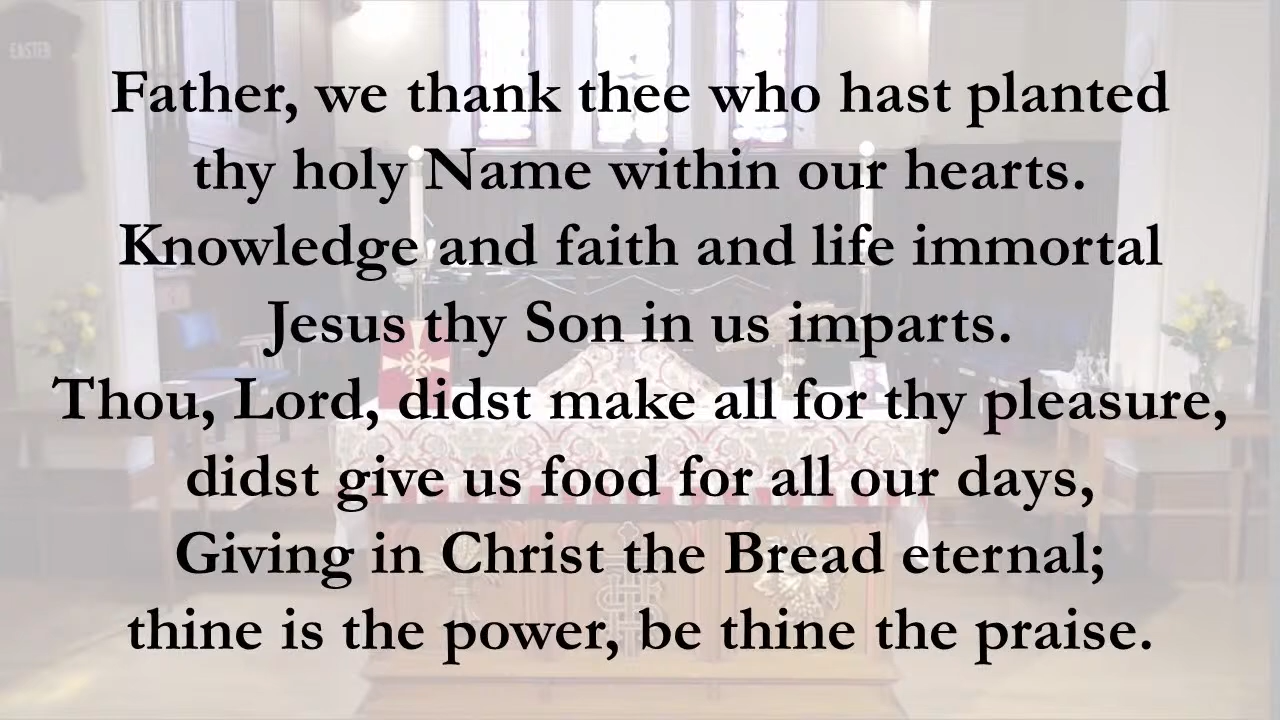 EASTER
Father, we thank thee who hast planted
thy holy Name within our hearts.
Knowledge and faith and life immortal
Jesus thy Son in us imparts.
Thou, Lord, didst make all for thy pleasure,
didst give us food for all our days,
Giving in Christ the Bread eternal;
thine is the power, be thine the praise.